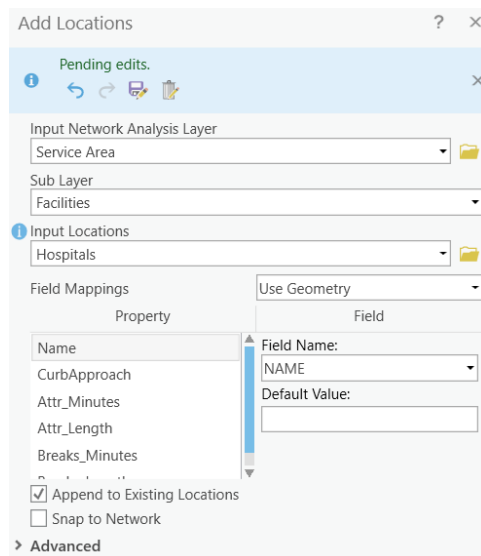 Add Locations
?
Pending edits.
Input Network Analysis Layer
Service Area
Sub Layer
Facilities
Input Locations
Hospitals
Field Mappings
Use Geometry
Property
Field
Name
Field Name:
NAME
CurbApproach
Default Value:
Attr_Minutes
Attr_Length
Breaks_Minutes
Append to Existing Locations
Snap to Network
Advanced